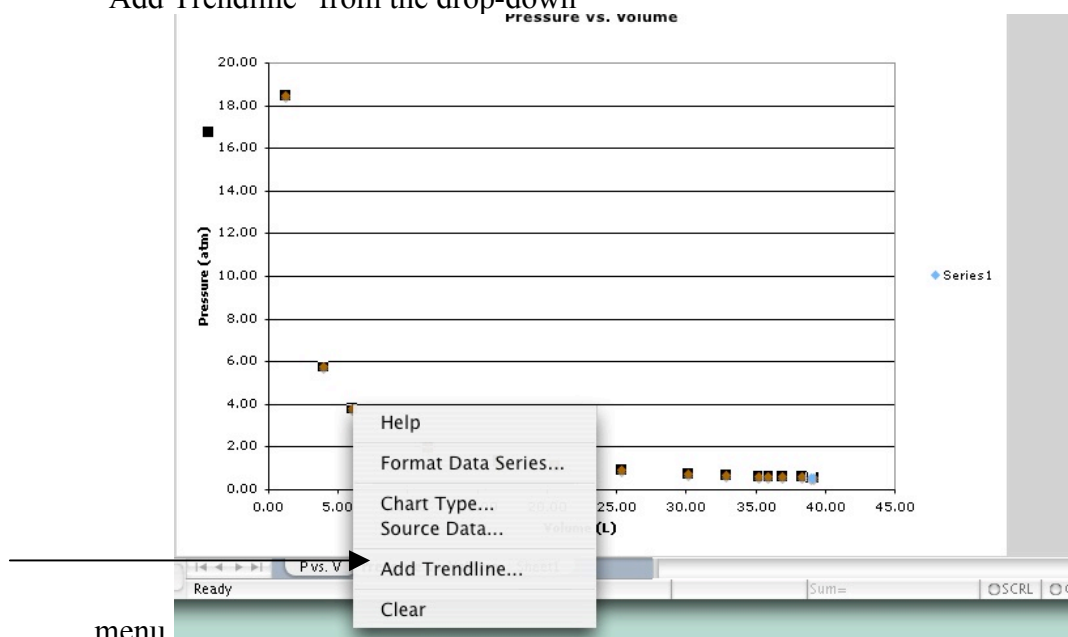 Add Trendline" from the drop-down
Pressure vs. Volume
20.00
18.00
16.00
14.00
12.00
10.00
8.00
6.00
4.00
2.00
0.00
Pressure (atm)
Series1
0.00 5.00 25.00 30.00 35.00 40.00 45.00
Volume (L)
Help
Format Data Series...
Chart Type...
Source Data...
Add Trendline...
Clear
P vs. V
Ready
Sum=
SCRL
menu